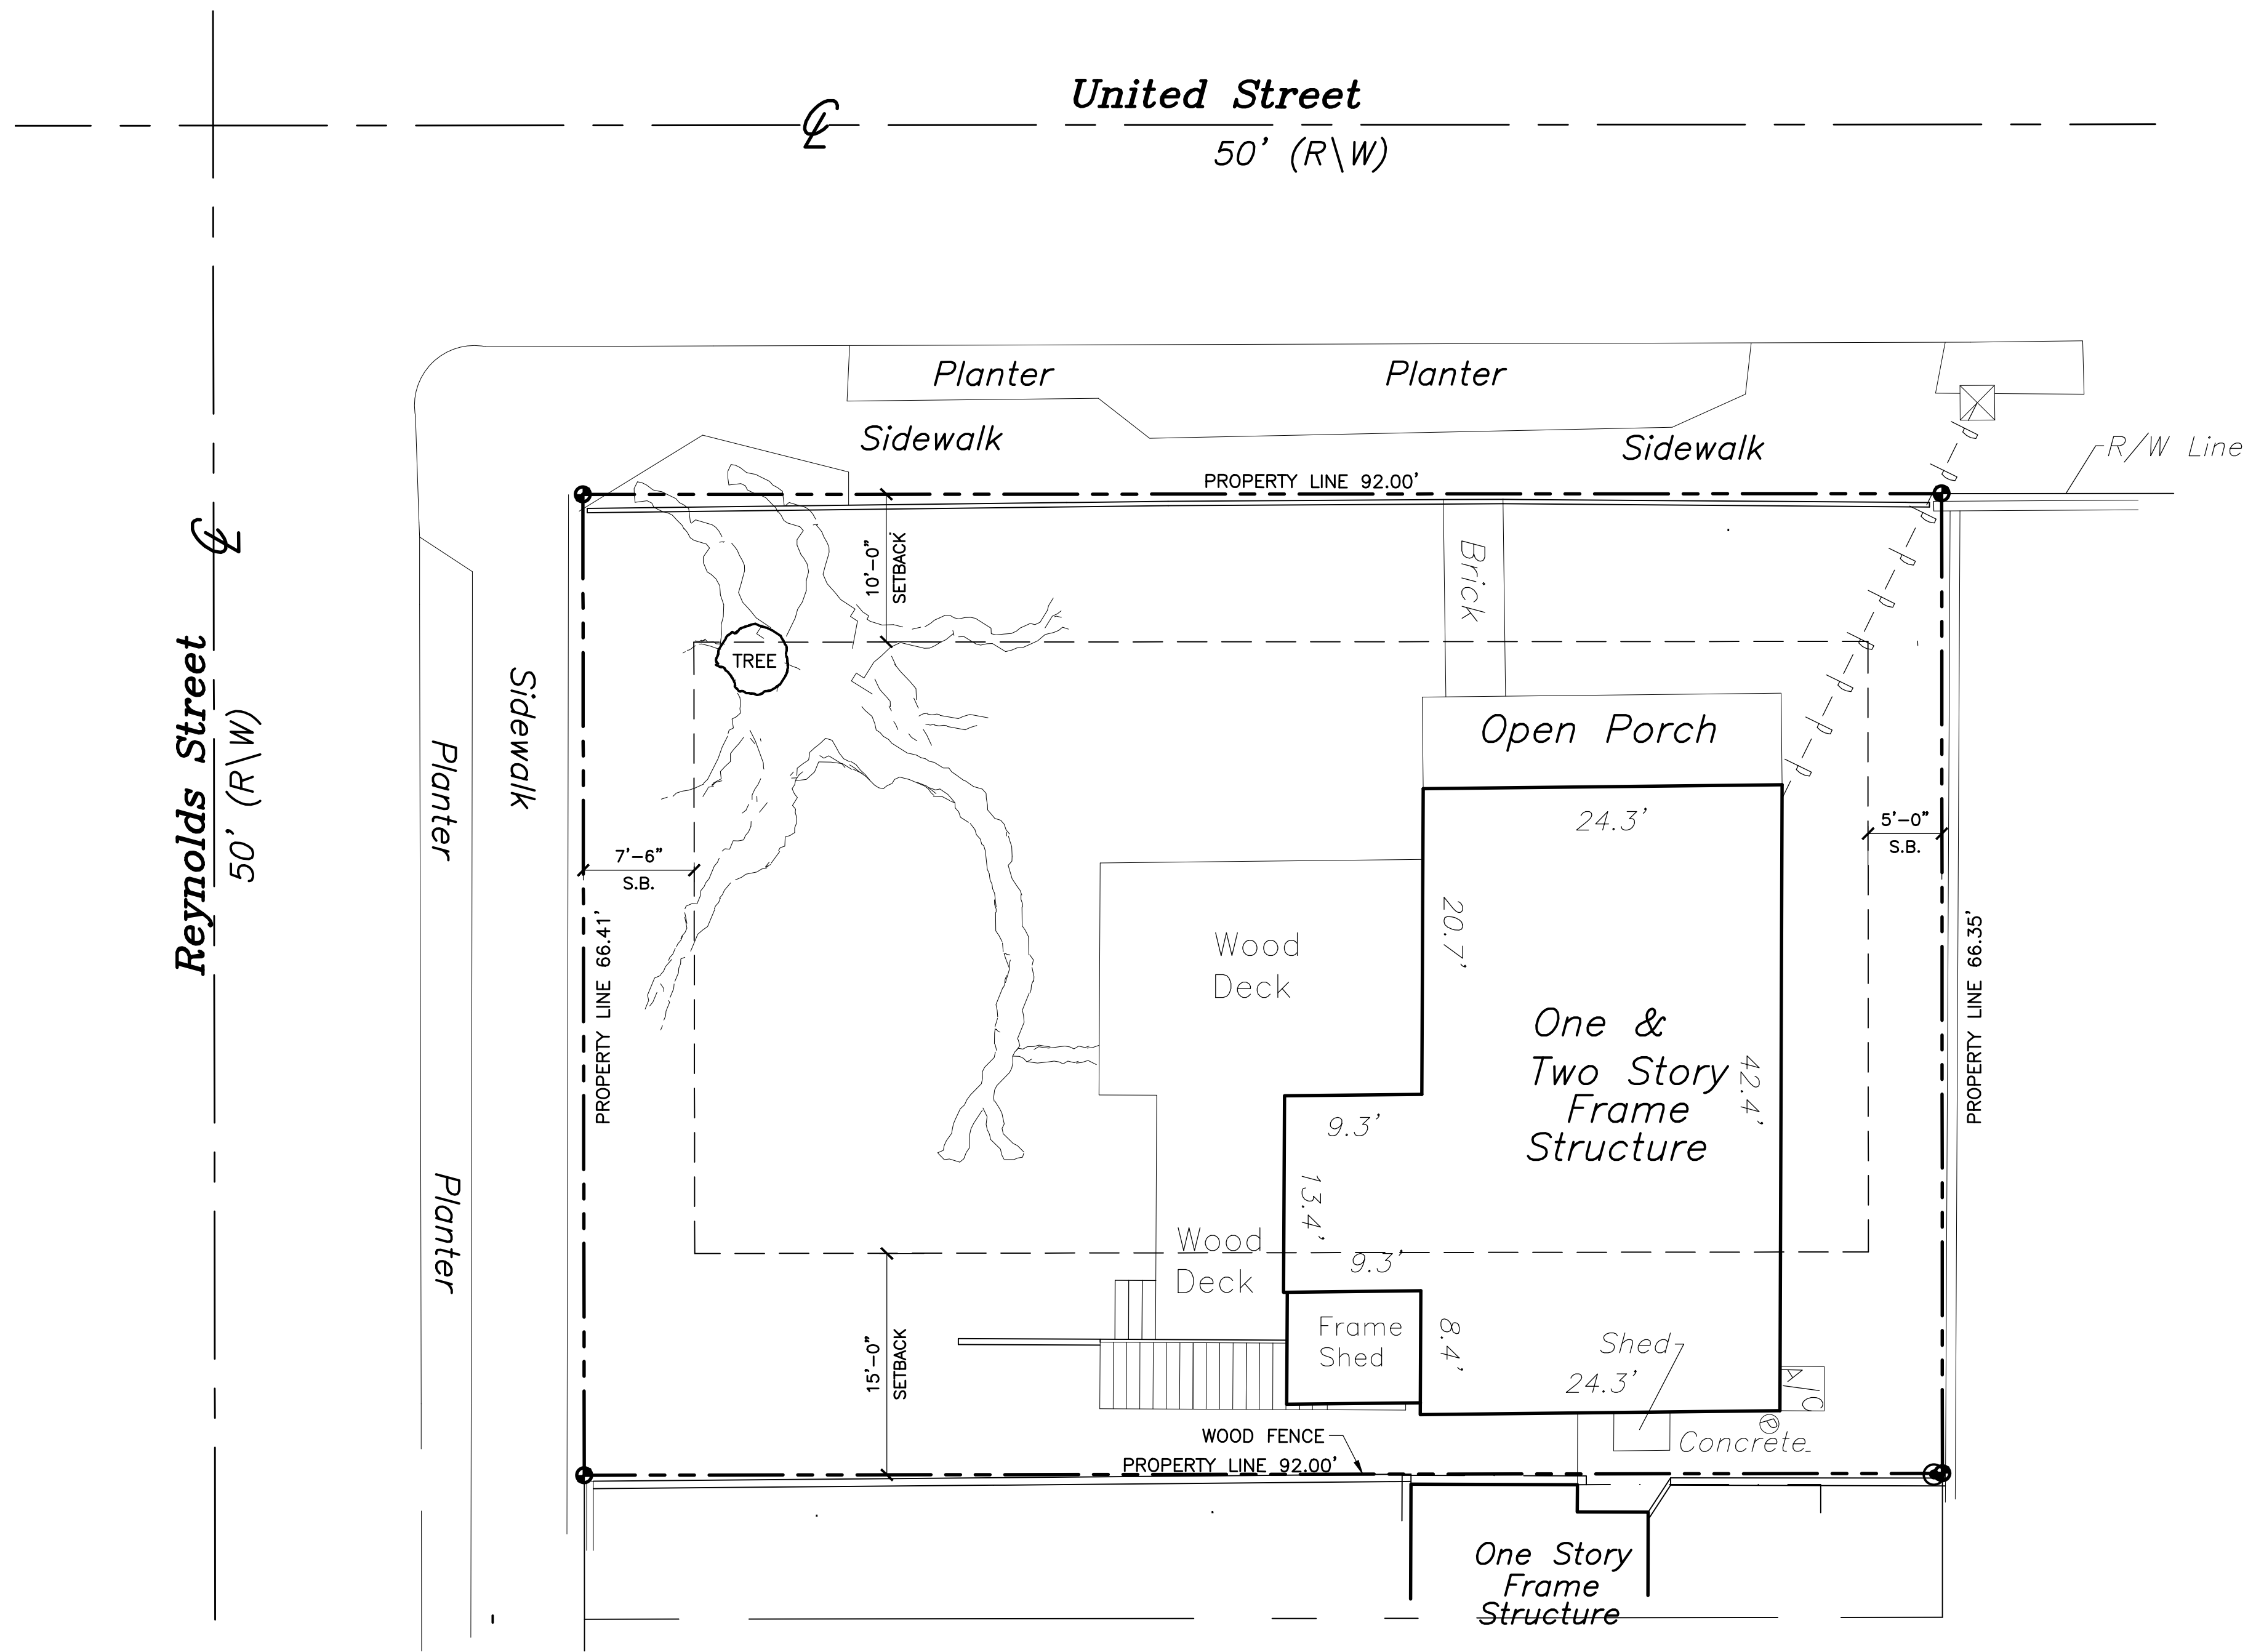 United Street
50' (R\W)
Planter
Planter
Sidewalk
Sidewalk
R/W Line
PROPERTY LINE 92.00'
10'-0"
SETBACK
Brick
TREE
Reynolds Street
50' (R\W)
Sidewalk
Planter
Planter
Open Porch
24.3'
5'-0"
S.B.
7'-6"
S.B.
PROPERTY LINE 66.41'
20.7'
Wood
Deck
PROPERTY LINE 66.35'
One &
Two Story
Frame
Structure
42.4'
9.3'
13.4'
Wood
Deck
9.3'
Frame
Shed
8.4'
Shed
24.3'
A/C
P
Concrete
15'-0"
SETBACK
WOOD FENCE
PROPERTY LINE 92.00'
One Story
Frame
Structure